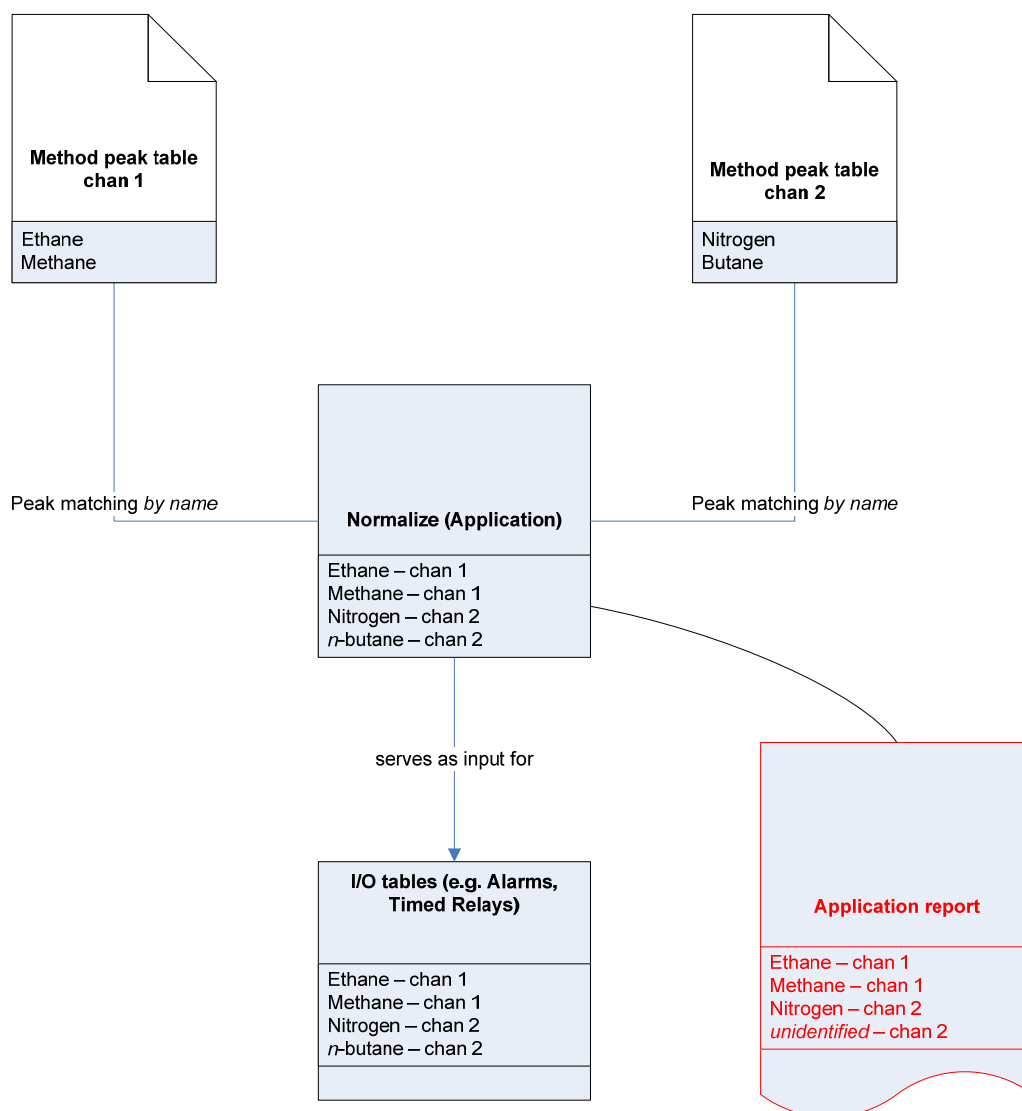 Method peak table
chan 1
Ethane
Methane
Method peak table
chan 2
Nitrogen
Butane
Peak matching by name
Peak matching by name
Normalize (Application)
Ethane – chan 1
Methane – chan 1
Nitrogen – chan 2
n-butane – chan 2
serves as input for
I/O tables (e.g. Alarms,
Timed Relays)
Ethane – chan 1
Methane – chan 1
Nitrogen – chan 2
n-butane – chan 2
Application report
Ethane – chan 1
Methane – chan 1
Nitrogen – chan 2
unidentified – chan 2